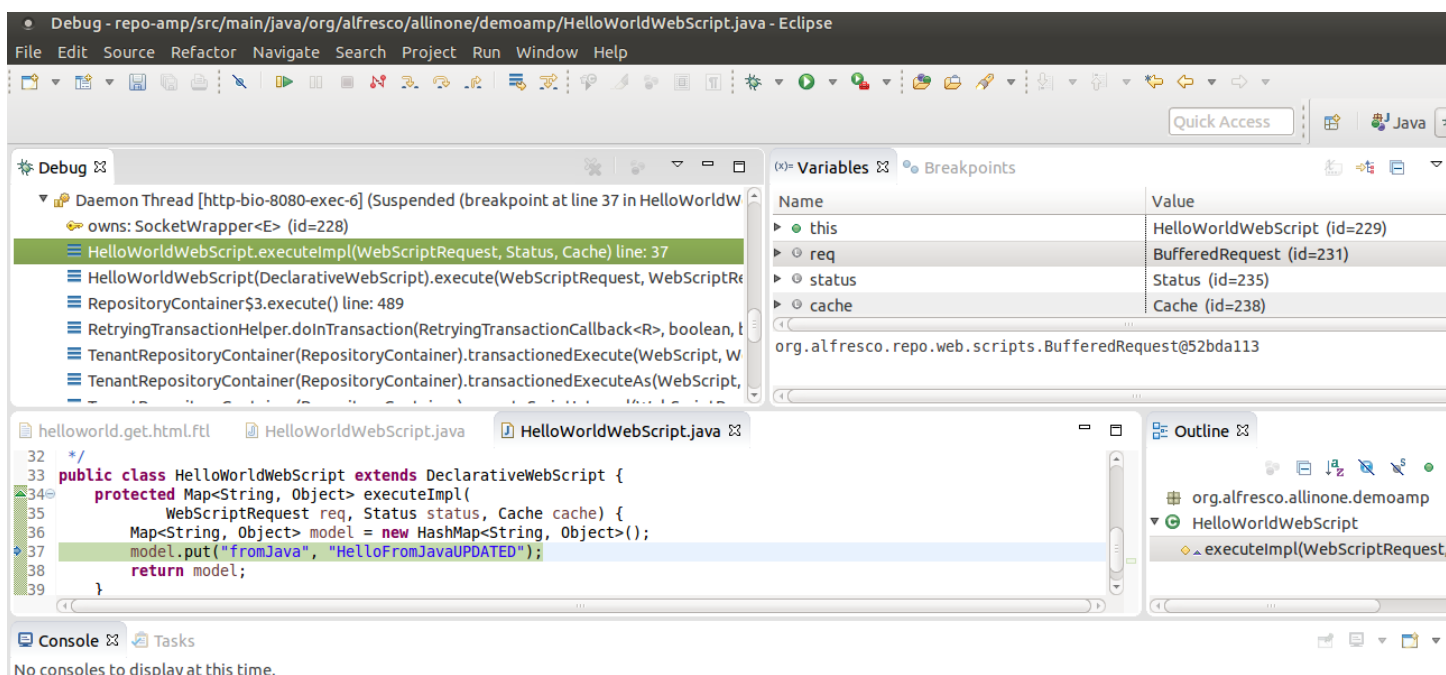 Debug - repo-amp/src/main/java/org/alfresco/allinone/demoamp/HelloWorldWebScript.java - Eclipse
File Edit Source Refactor Navigate Search Project Run Window Help
Quick Access
Java
Debug
Daemon Thread [http-bio-8080-exec-6] (Suspended (breakpoint at line 37 in HelloWorldW
owns: SocketWrapper<E> (id=228)
HelloWorldWebScript.executeImpl(WebScriptRequest, Status, Cache) line: 37
HelloWorldWebScript(DeclarativeWebScript).execute(WebScriptRequest, WebScriptRe
RepositoryContainer$3.execute() line: 489
RetryingTransactionHelper.doInTransaction(RetryingTransactionCallback<R>, boolean, b
TenantRepositoryContainer(RepositoryContainer).transactionedExecute(WebScript, W
TenantRepositoryContainer(RepositoryContainer).transactionedExecuteAs(WebScript,
(x)= Variables Breakpoints
Name Value
this HelloWorldWebScript (id=229)
req BufferedRequest (id=231)
status Status (id=235)
cache Cache (id=238)
org.alfresco.repo.web.scripts.BufferedRequest@52bda113
helloworld.get.html.ftl HelloWorldWebScript.java HelloWorldWebScript.java
32 */
33 public class HelloWorldWebScript extends DeclarativeWebScript {
34 protected Map<String, Object> executeImpl(
35 WebScriptRequest req, Status status, Cache cache) {
36 Map<String, Object> model = new HashMap<String, Object>();
37 model.put("fromJava", "HelloFromJavaUPDATED");
38 return model;
39 }
Outline
org.alfresco.allinone.demoamp
HelloWorldWebScript
executeImpl(WebScriptRequest,
Console Tasks
No consoles to display at this time.